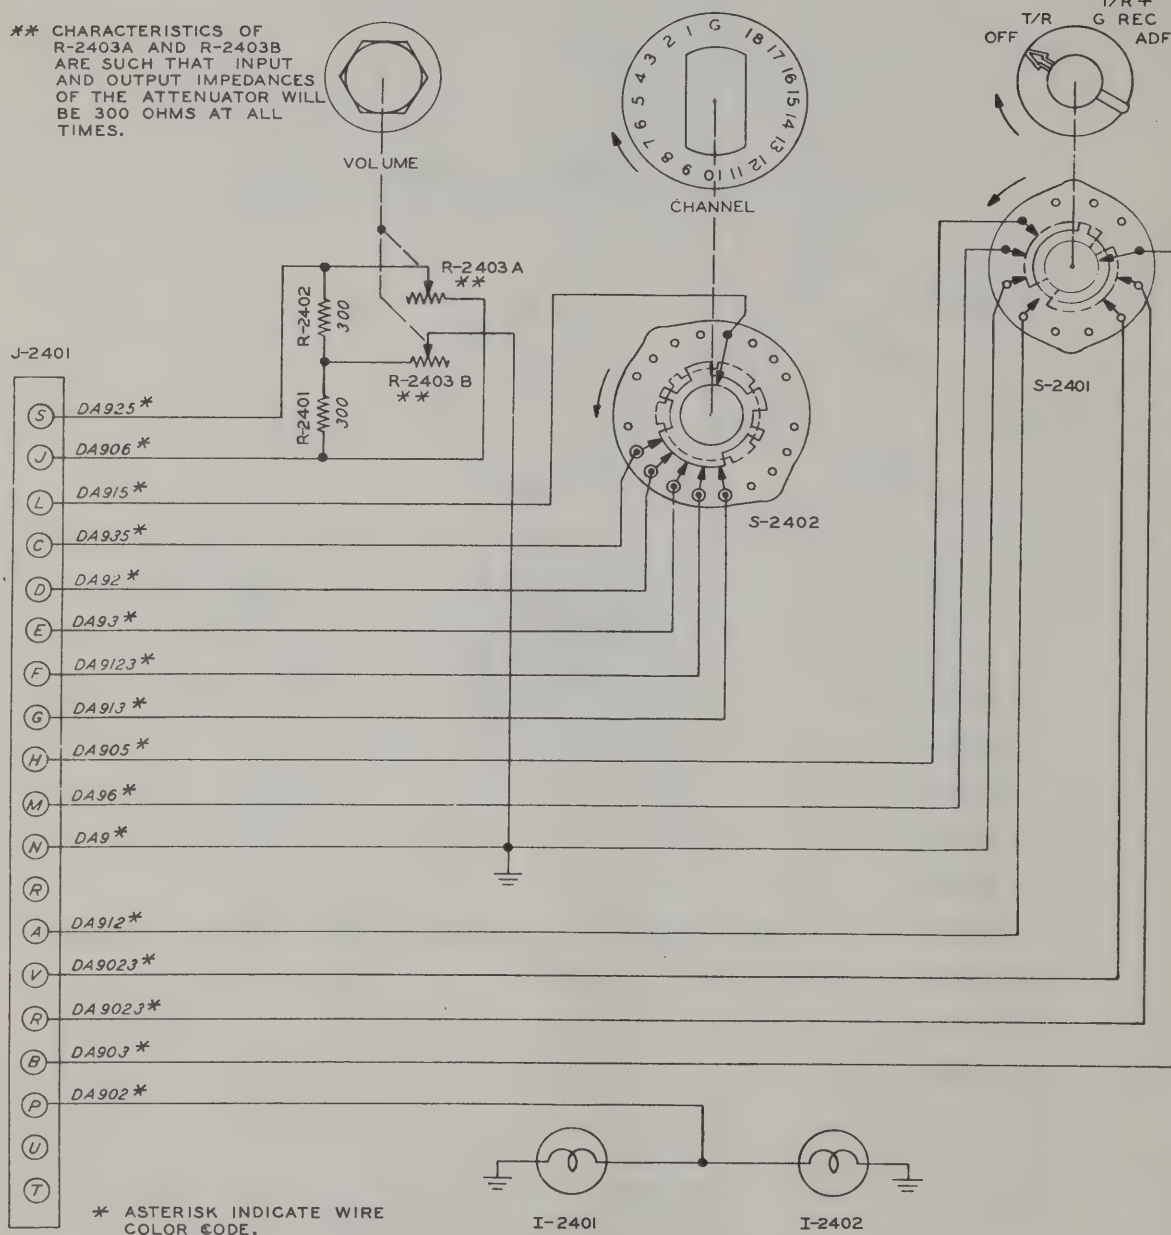 ** CHARACTERISTICS OF
R-2403A AND R-2403B
ARE SUCH THAT INPUT
AND OUTPUT IMPEDANCES
OF THE ATTENUATOR WILL
BE 300 OHMS AT ALL
TIMES.
VOLUME
G 18 17 16 15 14 13 12 11 10 9 8 7 6 5 4 3 2 1
CHANNEL
OFF
T/R
T/R +
G REC
ADF
R-2403A
**
R-2402
300
R-2403B
**
R-2401
300
S-2401
S-2402
J-2401
S DA925*
J DA906*
L DA915*
C DA935*
D DA92*
E DA93*
F DA9123*
G DA913*
H DA905*
M DA96*
N DA9*
R
A DA912*
V DA9023*
R DA9023*
B DA903*
P DA902*
U
T
I-2401
I-2402
* ASTERISK INDICATE WIRE
COLOR CODE.